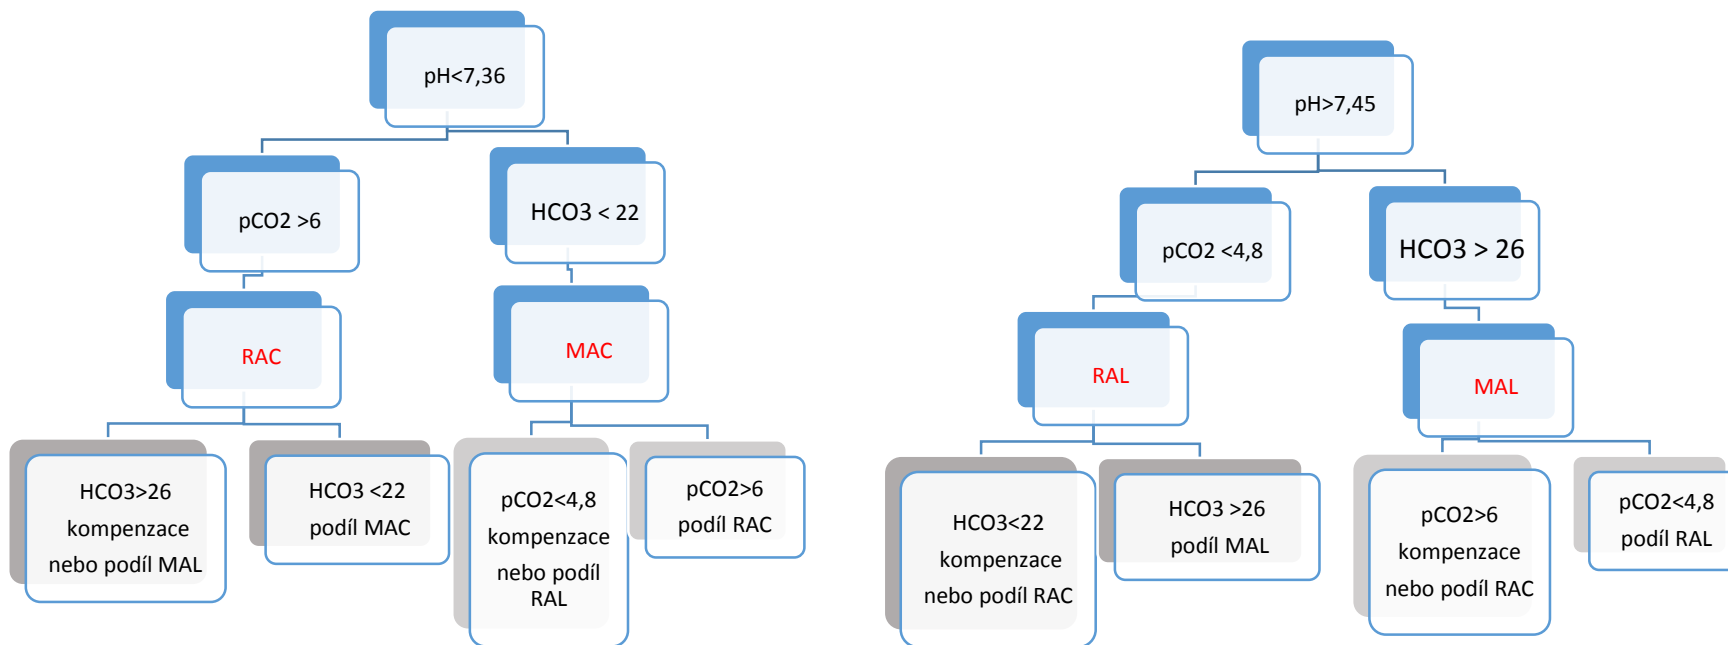 pH<7,36
pCO2 >6
HCO3 < 22
RAC
MAC
HCO3>26
kompenzace
nebo podíl MAL
HCO3 <22
podíl MAC
pCO2<4,8
kompenzace
nebo podíl
RAL
pCO2>6
podíl RAC
pH>7,45
pCO2 <4,8
HCO3 > 26
RAL
MAL
HCO3<22
kompenzace
nebo podíl RAC
HCO3 >26
podíl MAL
pCO2>6
kompenzace
nebo podíl RAC
pCO2<4,8
podíl RAL